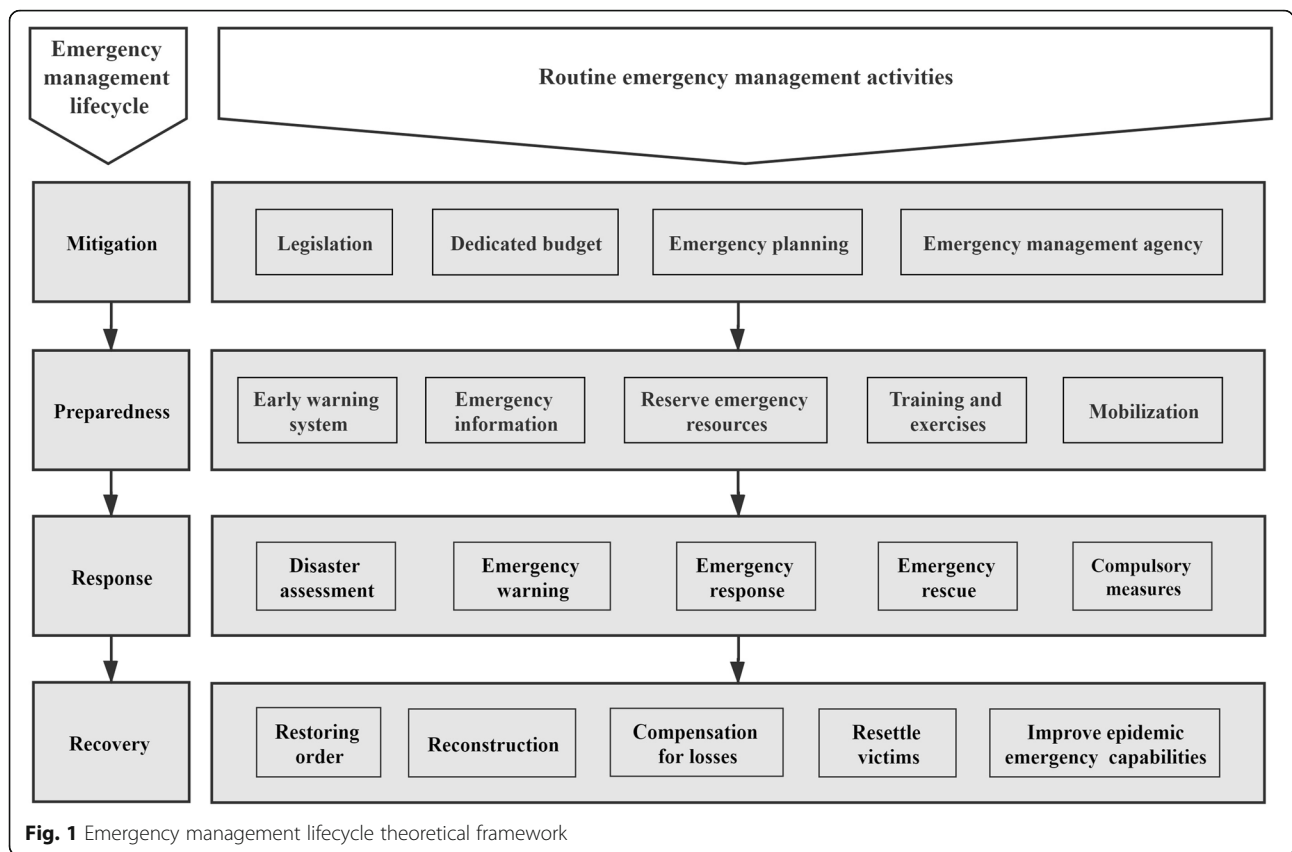 Emergency
management
lifecycle
Routine emergency management activities
Mitigation
Legislation
Dedicated budget
Emergency planning
Emergency management agency
Preparedness
Early warning
system
Emergency
information
Reserve emergency
resources
Training and
exercises
Mobilization
Response
Disaster
assessment
Emergency
warning
Emergency
response
Emergency
rescue
Compulsory
measures
Recovery
Restoring
order
Reconstruction
Compensation
for losses
Resettle
victims
Improve epidemic
emergency capabilities
Fig. 1 Emergency management lifecycle theoretical framework